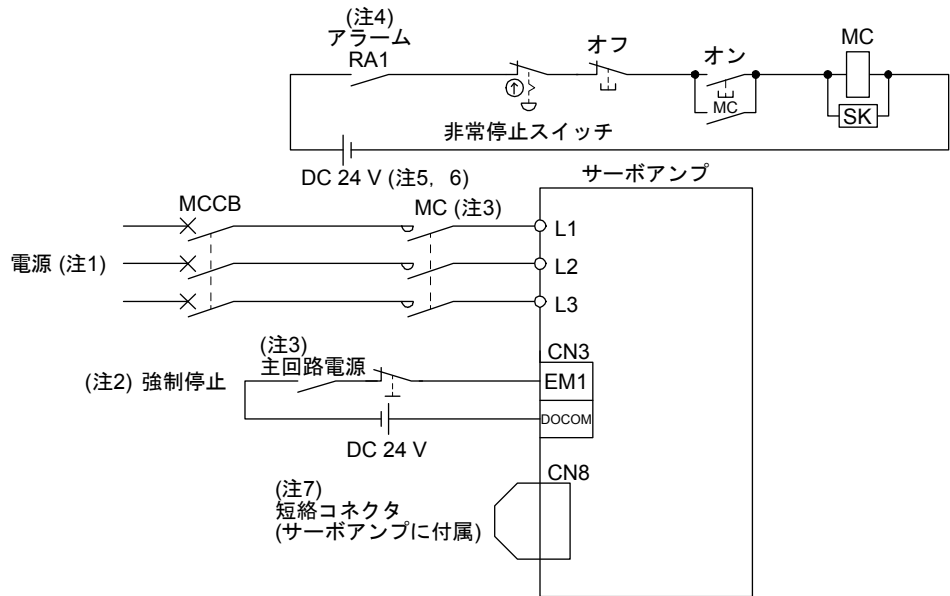 (注4)
アラーム
RA1
オフ
オン
MC
MC
SK
非常停止スイッチ
DC 24 V (注5, 6)
サーボアンプ
MCCB
MC (注3)
L1
電源 (注1)
L2
L3
(注3)
主回路電源
CN3
(注2) 強制停止
EM1
DOCOM
DC 24 V
CN8
(注7)
短絡コネクタ
(サーボアンプに付属)